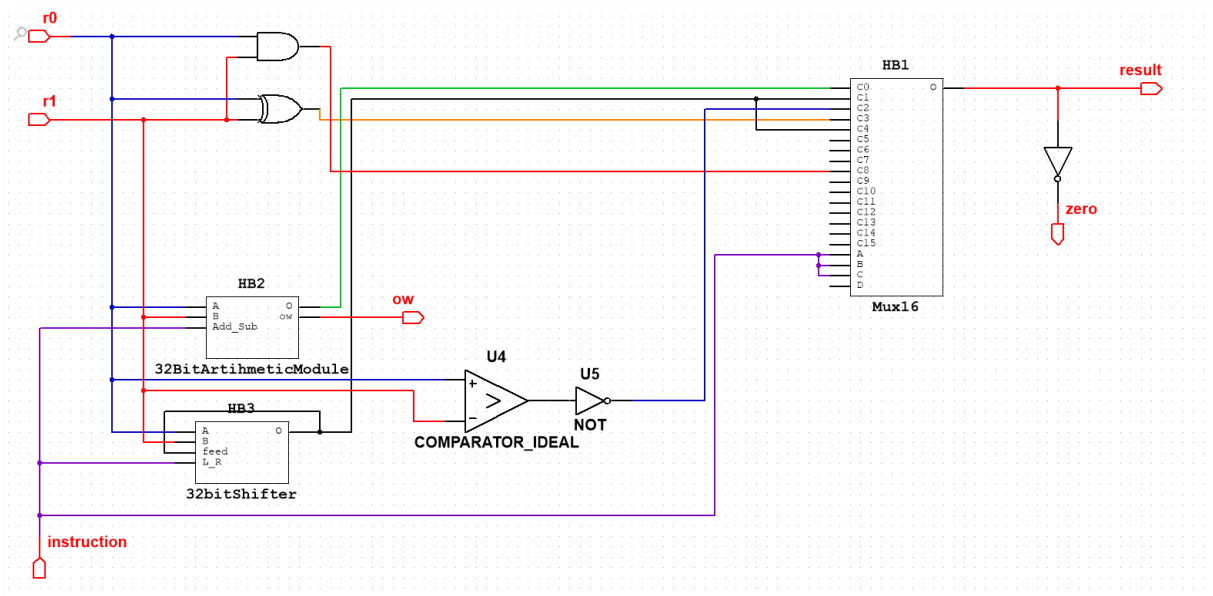 r0
r1
HB1
C0
C1
C2
C3
C4
C5
C6
C7
C8
C9
C10
C11
C12
C13
C14
C15
A
B
C
D
O
Mux16
result
zero
HB2
A
B
Add_Sub
O
ow
32BitArtihmeticModule
ow
HB3
A
B
feed
L_R
O
32bitShifter
U4
+
>
-
COMPARATOR_IDEAL
U5
NOT
instruction